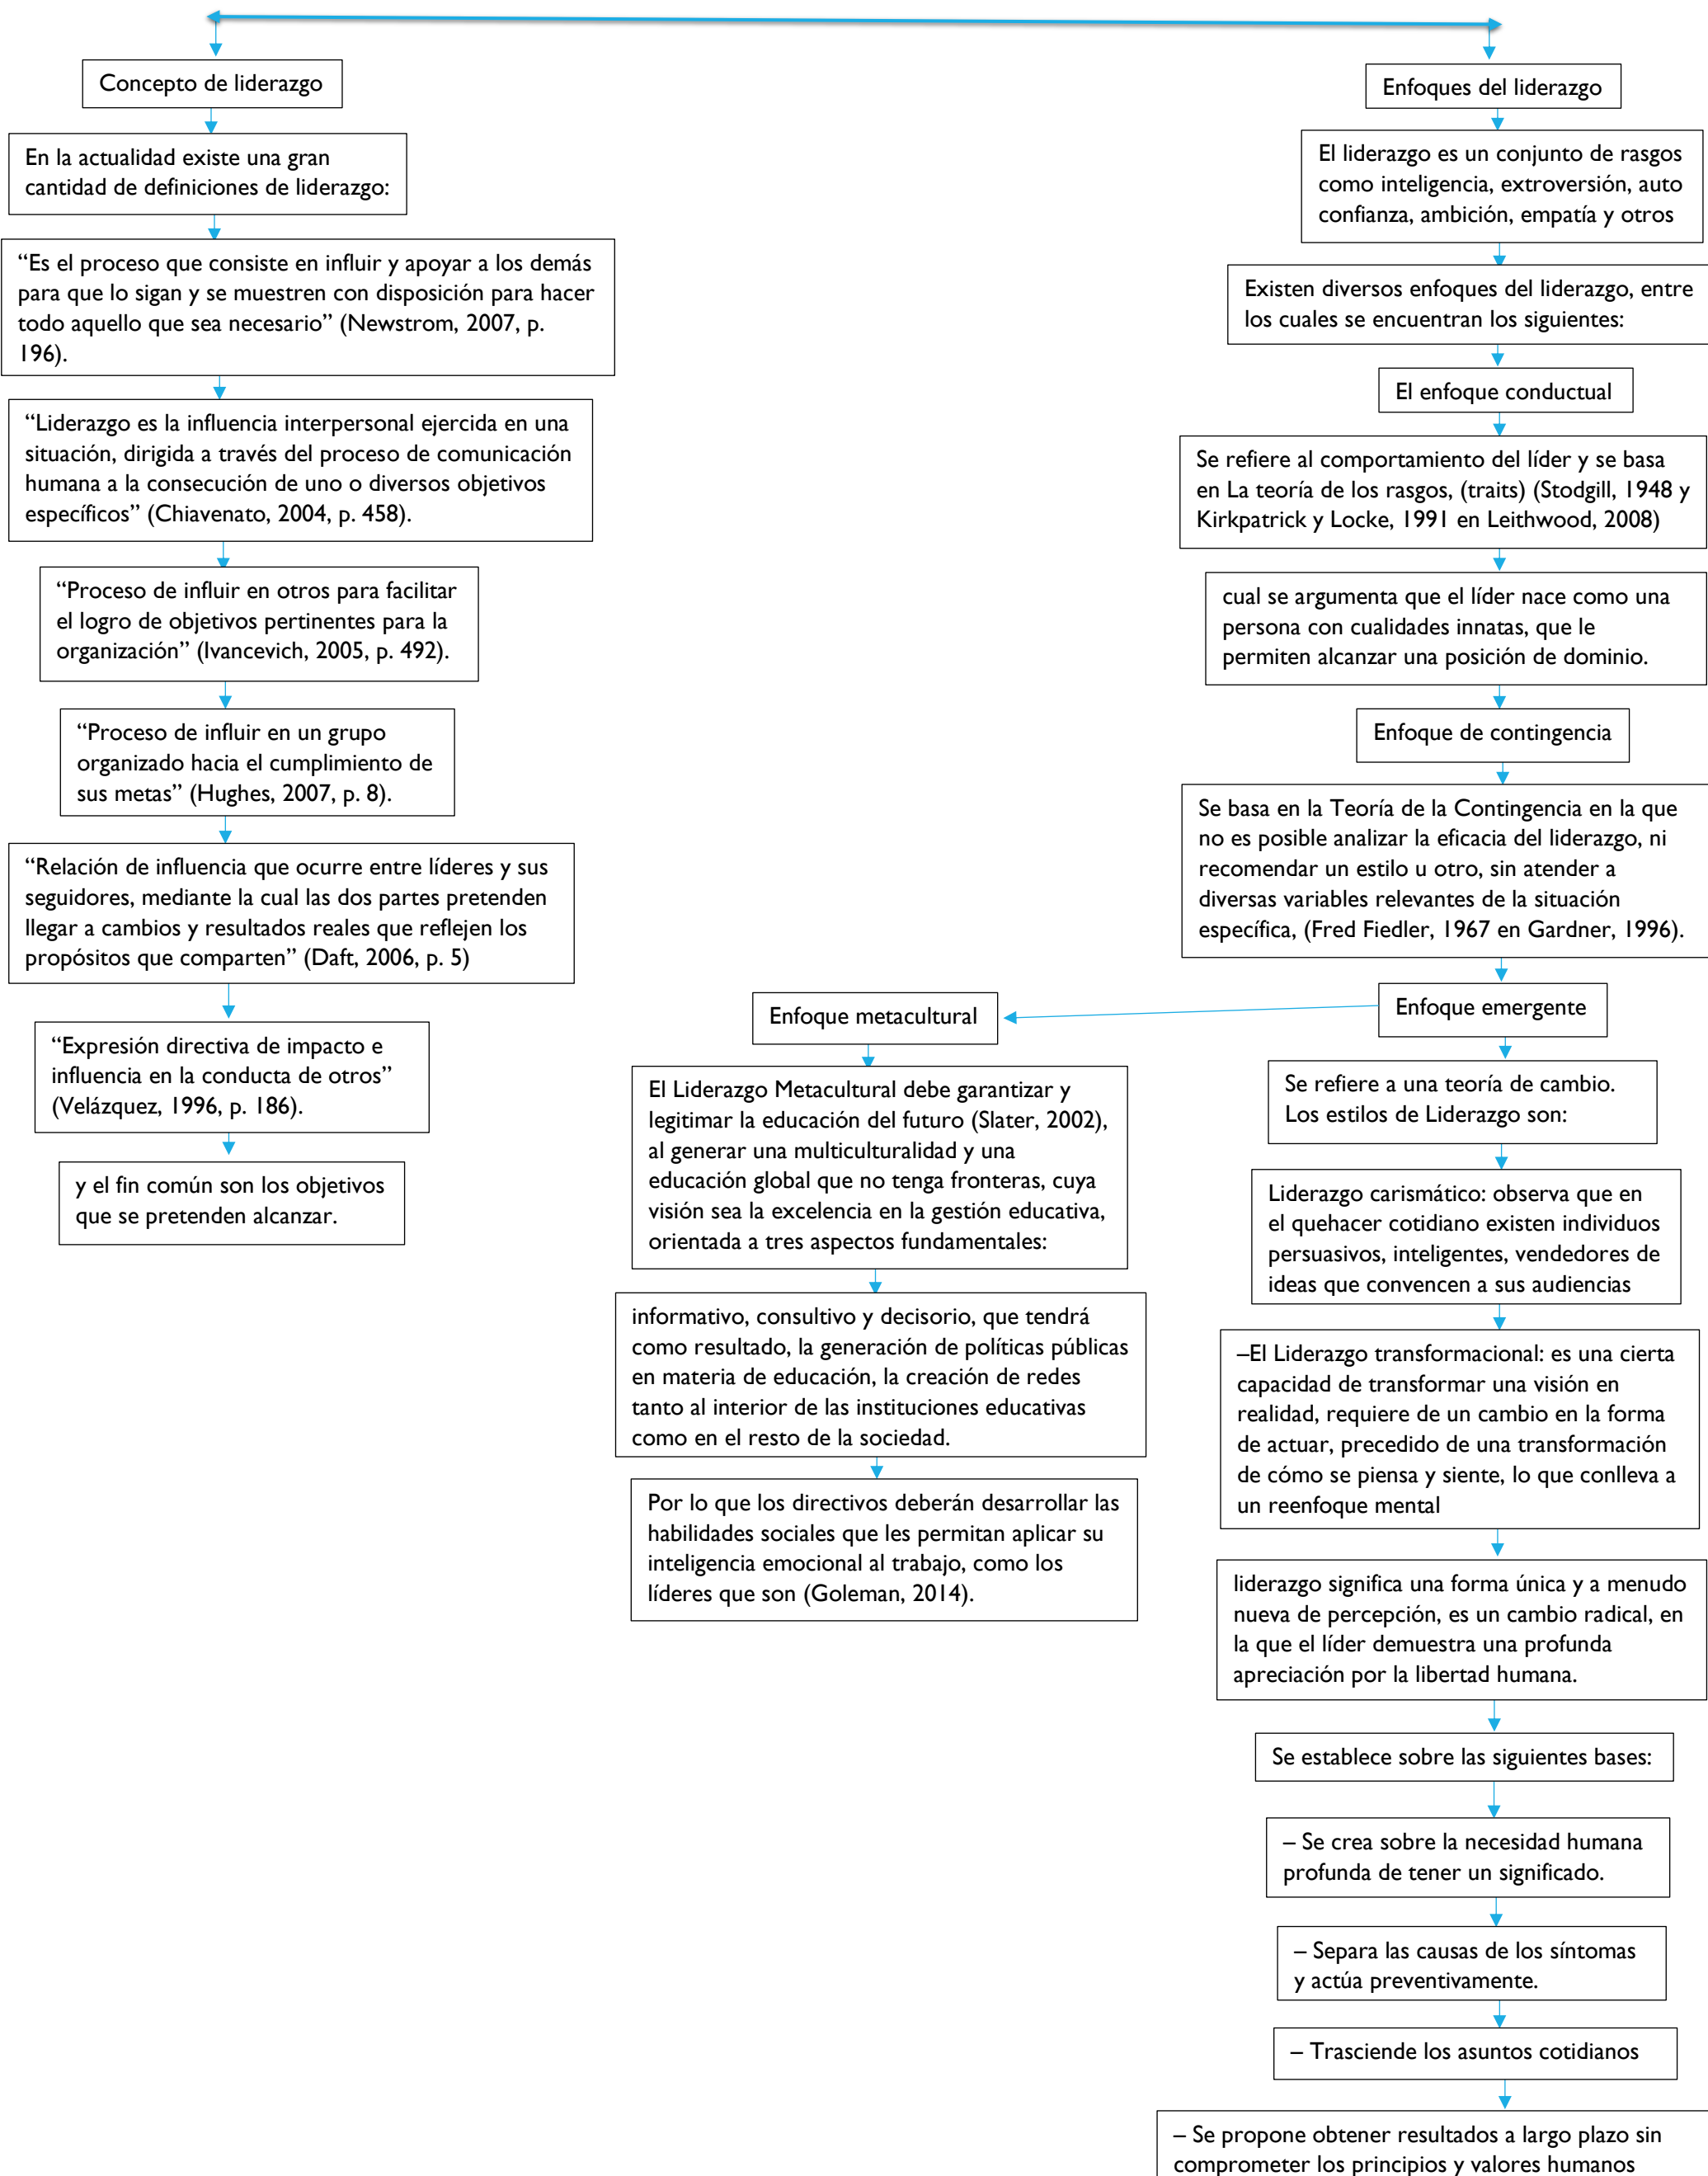 Concepto de liderazgo
En la actualidad existe una gran
cantidad de definiciones de liderazgo:
“Es el proceso que consiste en influir y apoyar a los demás
para que lo sigan y se muestren con disposición para hacer
todo aquello que sea necesario” (Newstrom, 2007, p.
196).
“Liderazgo es la influencia interpersonal ejercida en una
situación, dirigida a través del proceso de comunicación
humana a la consecución de uno o diversos objetivos
específicos” (Chiavenato, 2004, p. 458).
“Proceso de influir en otros para facilitar
el logro de objetivos pertinentes para la
organización” (Ivancevich, 2005, p. 492).
“Proceso de influir en un grupo
organizado hacia el cumplimiento de
sus metas” (Hughes, 2007, p. 8).
“Relación de influencia que ocurre entre líderes y sus
seguidores, mediante la cual las dos partes pretenden
llegar a cambios y resultados reales que reflejen los
propósitos que comparten” (Daft, 2006, p. 5)
“Expresión directiva de impacto e
influencia en la conducta de otros”
(Velázquez, 1996, p. 186).
y el fin común son los objetivos
que se pretenden alcanzar.
Enfoques del liderazgo
El liderazgo es un conjunto de rasgos
como inteligencia, extroversión, auto
confianza, ambición, empatía y otros
Existen diversos enfoques del liderazgo, entre
los cuales se encuentran los siguientes:
El enfoque conductual
Se refiere al comportamiento del líder y se basa
en La teoría de los rasgos, (traits) (Stodgill, 1948 y
Kirkpatrick y Locke, 1991 en Leithwood, 2008)
cual se argumenta que el líder nace como una
persona con cualidades innatas, que le
permiten alcanzar una posición de dominio.
Enfoque de contingencia
Se basa en la Teoría de la Contingencia en la que
no es posible analizar la eficacia del liderazgo, ni
recomendar un estilo u otro, sin atender a
diversas variables relevantes de la situación
específica, (Fred Fiedler, 1967 en Gardner, 1996).
Enfoque emergente
Se refiere a una teoría de cambio.
Los estilos de Liderazgo son:
Liderazgo carismático: observa que en
el quehacer cotidiano existen individuos
persuasivos, inteligentes, vendedores de
ideas que convencen a sus audiencias
–El Liderazgo transformacional: es una cierta
capacidad de transformar una visión en
realidad, requiere de un cambio en la forma
de actuar, precedido de una transformación
de cómo se piensa y siente, lo que conlleva a
un reenfoque mental
liderazgo significa una forma única y a menudo
nueva de percepción, es un cambio radical, en
la que el líder demuestra una profunda
apreciación por la libertad humana.
Se establece sobre las siguientes bases:
– Se crea sobre la necesidad humana
profunda de tener un significado.
– Separa las causas de los síntomas
y actúa preventivamente.
– Trasciende los asuntos cotidianos
– Se propone obtener resultados a largo plazo sin
comprometer los principios y valores humanos
Enfoque metacultural
El Liderazgo Metacultural debe garantizar y
legitimar la educación del futuro (Slater, 2002),
al generar una multiculturalidad y una
educación global que no tenga fronteras, cuya
visión sea la excelencia en la gestión educativa,
orientada a tres aspectos fundamentales:
informativo, consultivo y decisorio, que tendrá
como resultado, la generación de políticas públicas
en materia de educación, la creación de redes
tanto al interior de las instituciones educativas
como en el resto de la sociedad.
Por lo que los directivos deberán desarrollar las
habilidades sociales que les permitan aplicar su
inteligencia emocional al trabajo, como los
líderes que son (Goleman, 2014).